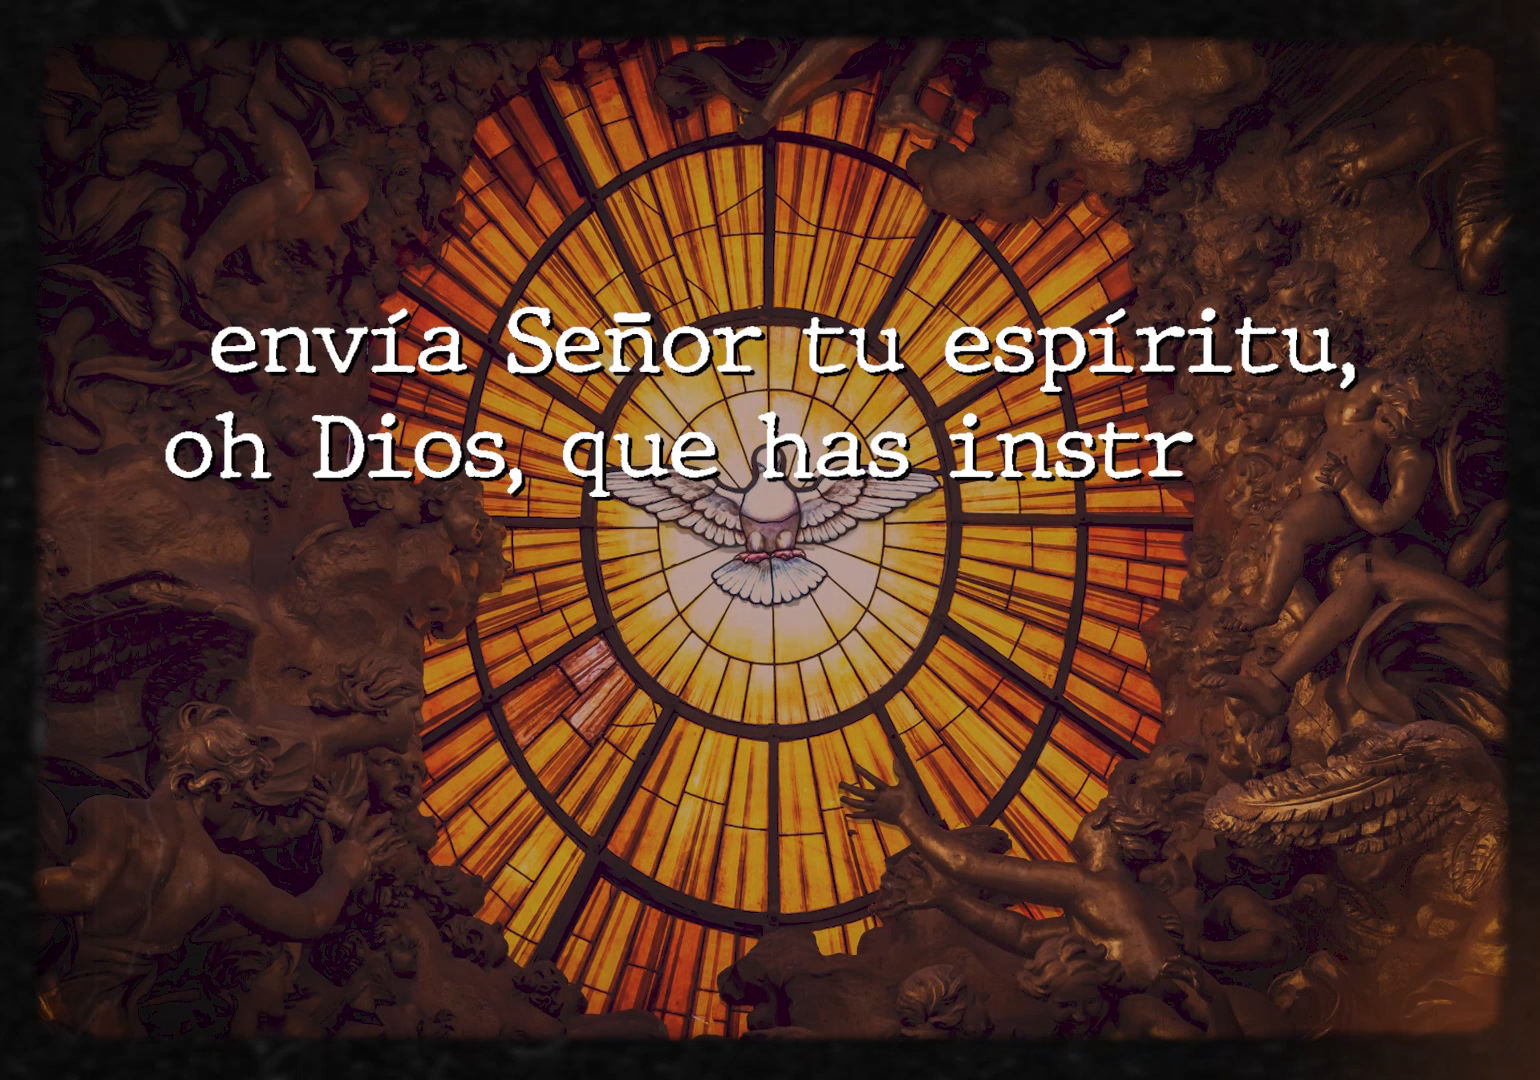 envía Señor tu espíritu,
oh Dios, que has instr